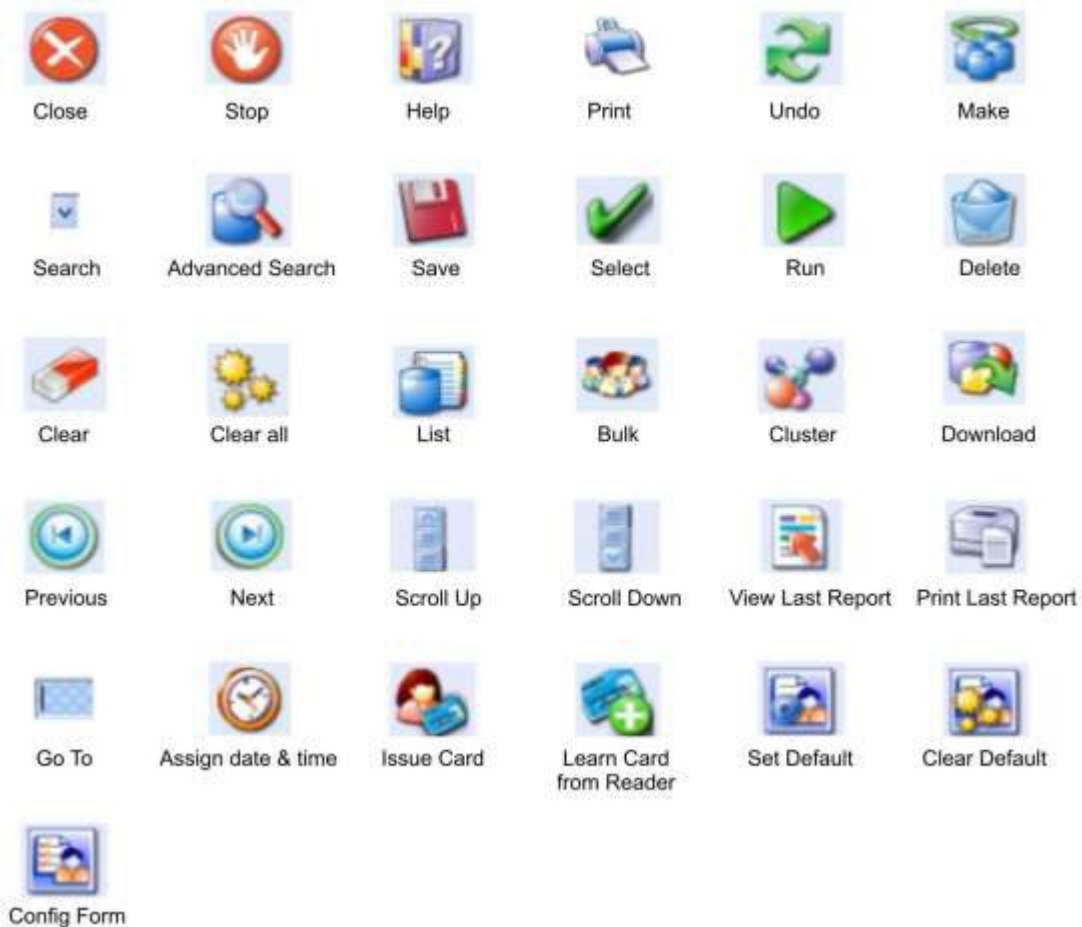 Close
Stop
Help
Print
Undo
Make
Search
Advanced Search
Save
Select
Run
Delete
Clear
Clear all
List
Bulk
Cluster
Download
Previous
Next
Scroll Up
Scroll Down
View Last Report
Print Last Report
Go To
Assign date & time
Issue Card
Learn Card
from Reader
Set Default
Clear Default
Config Form